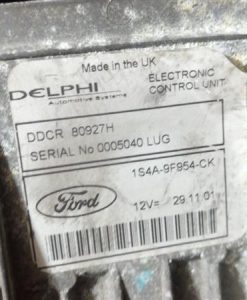 Made in the UK
DELPHI
Automotive Systems
ELECTRONIC
CONTROL UNIT
DDCR 80927H
SERIAL No 0005040 LUG
1S4A-9F954-CK
Ford
12V= 29.11.01